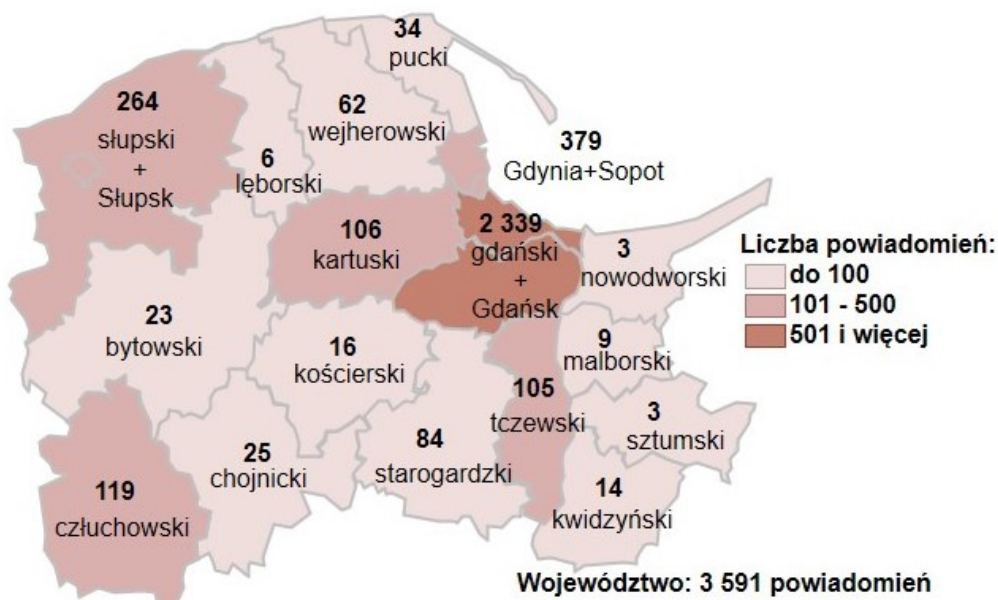 34
pucki
264
słupski
+
Słupsk
62
wejherowski
6
lęborski
379
Gdynia+Sopot
106
kartuski
2 339
gdański
+
Gdańsk
3
nowodworski
Liczba powiadomień:
do 100
101 - 500
501 i więcej
23
bytowski
16
kościerski
9
malborski
105
tczewski
3
sztumski
119
człuchowski
25
chojnicki
84
starogardzki
14
kwidzyński
Województwo: 3 591 powiadomień